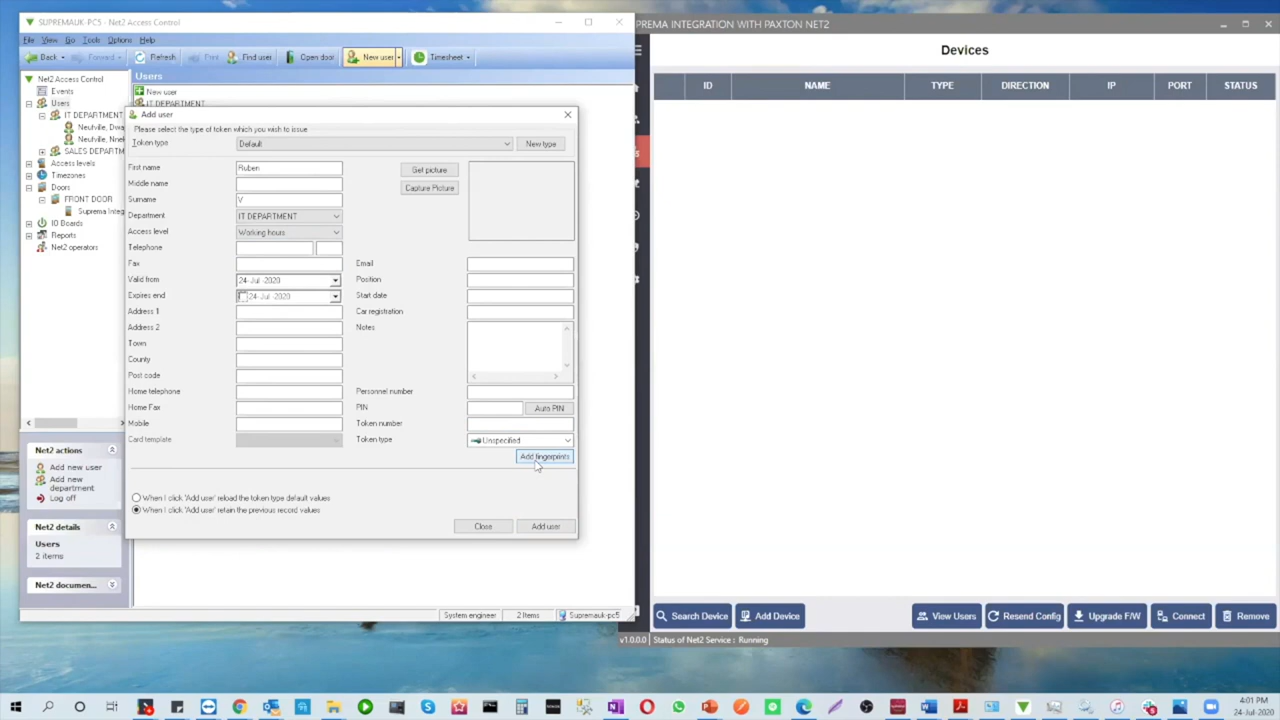 SUPREMAUK-PC5 - Net2 Access Control
File View Go Tools Options Help
Back Forward Refresh Print Find user Open door New user Timesheet
Net2 Access Control
Events
Users
IT DEPARTMENT
Neufville, Dwa
Neufville, Nnek
SALES DEPARTM
Access levels
Timezones
Doors
FRONT DOOR
Suprema Integ
IO Boards
Reports
Net2 operators
Net2 actions
Add new user
Add new department
Log off
Net2 details
Users
2 items
Net2 documen...
Users
New user
IT DEPARTMENT
Add user
Please select the type of token which you wish to issue
Token type Default New type
First name Ruben Get picture
Middle name Capture Picture
Surname V
Department IT DEPARTMENT
Access level Working hours
Telephone
Fax Email
Valid from 24-Jul -2020 Position
Expires end 24-Jul -2020 Start date
Address 1 Car registration
Address 2 Notes
Town
County
Post code
Home telephone Personnel number
Home Fax PIN Auto PIN
Mobile Token number
Card template Token type Unspecified
Add fingerprints
When I click 'Add user' reload the token type default values
When I click 'Add user' retain the previous record values
Close Add user
System engineer 2 Items Supremauk-pc5
PREMA INTEGRATION WITH PAXTON NET2
Devices
ID NAME TYPE DIRECTION IP PORT STATUS
Search Device Add Device View Users Resend Config Upgrade F/W Connect Remove
v1.0.0.0 Status of Net2 Service : Running
4:01 PM
24-Jul-2020